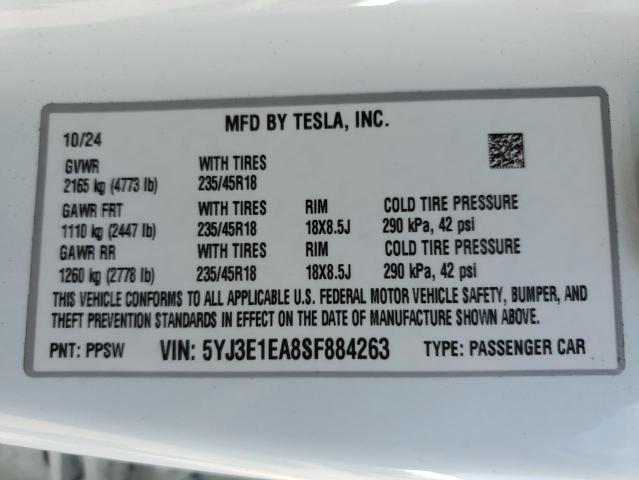 MFD BY TESLA, INC.
10/24
GVWR WITH TIRES
2165 kg (4773 lb) 235/45R18
GAWR FRT WITH TIRES RIM COLD TIRE PRESSURE
1110 kg (2447 lb) 235/45R18 18X8.5J 290 kPa, 42 psi
GAWR RR WITH TIRES RIM COLD TIRE PRESSURE
1260 kg (2778 lb) 235/45R18 18X8.5J 290 kPa, 42 psi
THIS VEHICLE CONFORMS TO ALL APPLICABLE U.S. FEDERAL MOTOR VEHICLE SAFETY, BUMPER, AND
THEFT PREVENTION STANDARDS IN EFFECT ON THE DATE OF MANUFACTURE SHOWN ABOVE.
PNT: PPSW VIN: 5YJ3E1EA8SF884263 TYPE: PASSENGER CAR